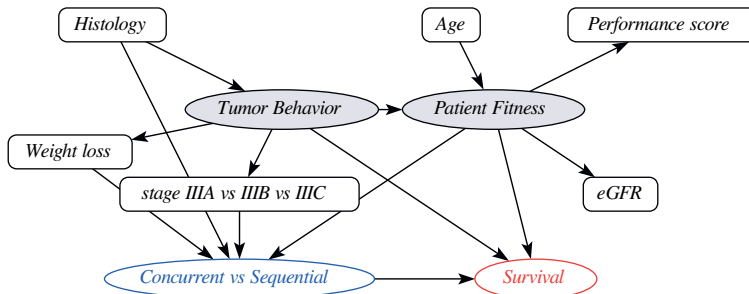 Histology
Age
Performance score
Tumor Behavior
Patient Fitness
Weight loss
stage IIIA vs IIIB vs IIIC
eGFR
Concurrent vs Sequential
Survival